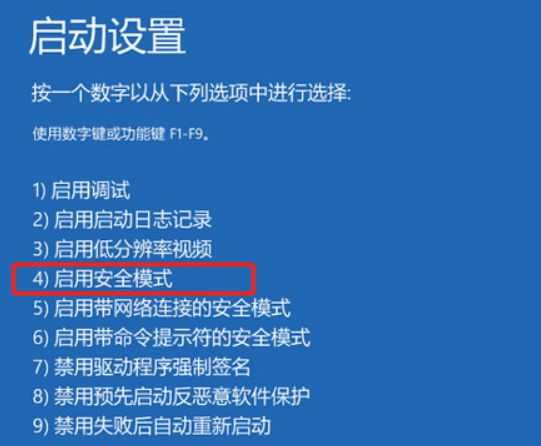 启动设置
按一个数字以从下列选项中进行选择:
使用数字键或功能键 F1-F9。
1) 启用调试
2) 启用启动日志记录
3) 启用低分辨率视频
4) 启用安全模式
5) 启用带网络连接的安全模式
6) 启用带命令提示符的安全模式
7) 禁用驱动程序强制签名
8) 禁用预先启动反恶意软件保护
9) 禁用失败后自动重新启动